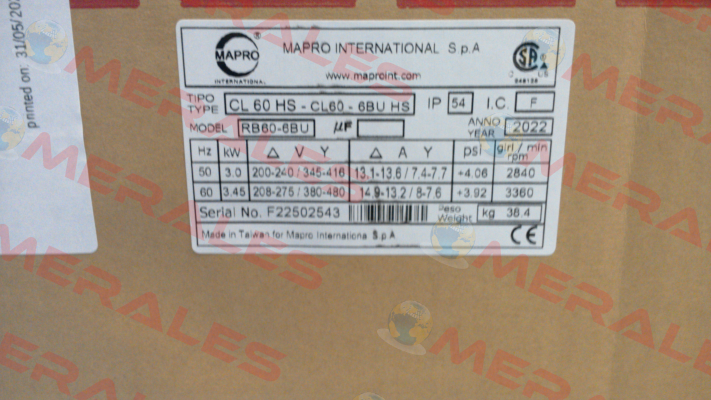 printed on: 31/05/20
MAPRO
INTERNATIONAL
MAPRO INTERNATIONAL S.p.A
www.maproint.com
SA
C US
TIPO
TYPE
CL 60 HS - CL60 - 6BU HS
IP 54 I.C. F
MODEL RB60-6BU µF
ANNO
YEAR 2022
Hz kW △ V Y △ A Y psi giri / min
rpm
50 3.0 200-240 / 345-416 13.1-13.6 / 7.4-7.7 +4.06 2840
60 3.45 208-275 / 380-480 14.9-13.2 / 8-7.6 +3.92 3360
Serial No. F22502543 Peso
Weight kg 38.4
Made in Taiwan for Mapro Internationa S.p.A. CE
MERALES
MERALES
MERALES
MERALES
MERALES